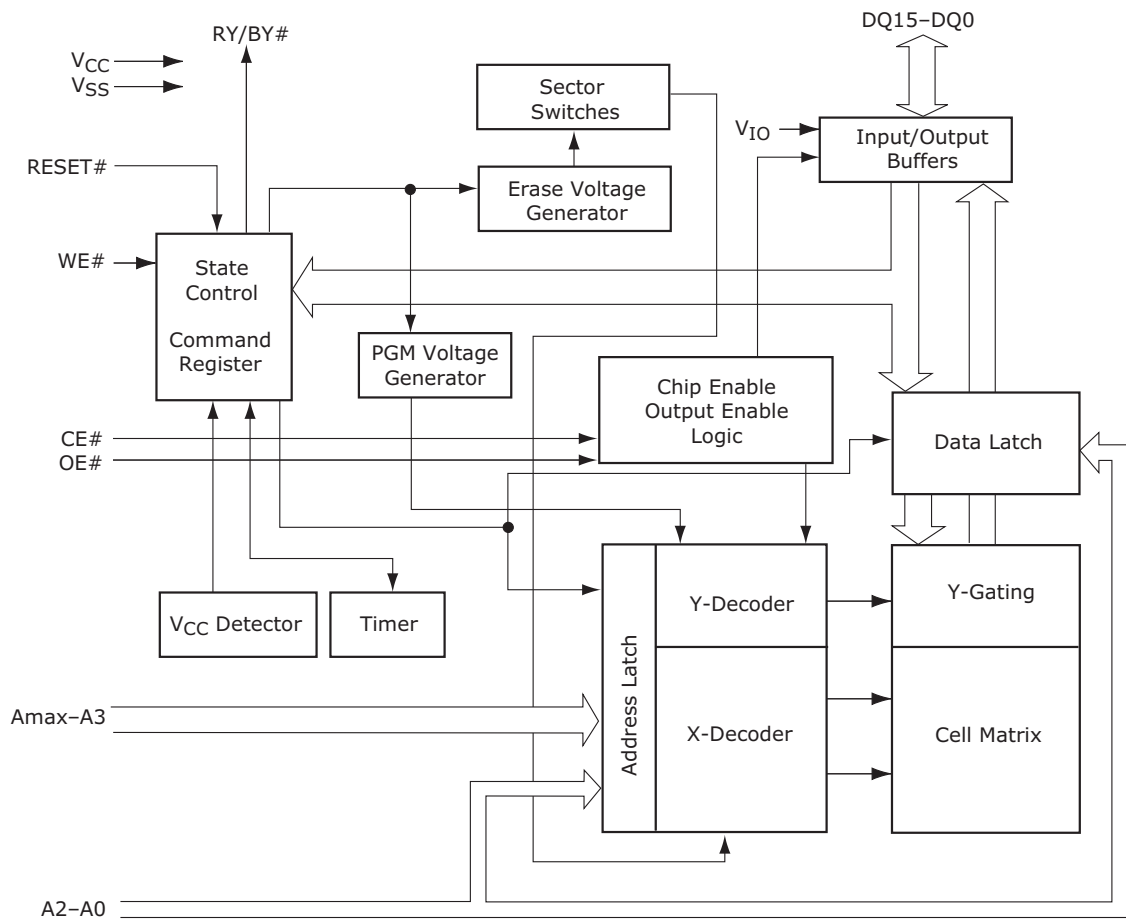 DQ15–DQ0
RY/BY#
VCC
VSS
Sector
Switches
VIO
Input/Output
Buffers
RESET#
Erase Voltage
Generator
WE#
State
Control
Command
Register
PGM Voltage
Generator
Chip Enable
Output Enable
Logic
CE#
OE#
Data Latch
VCC Detector
Timer
Address Latch
Y-Decoder
Y-Gating
Amax–A3
X-Decoder
Cell Matrix
A2–A0